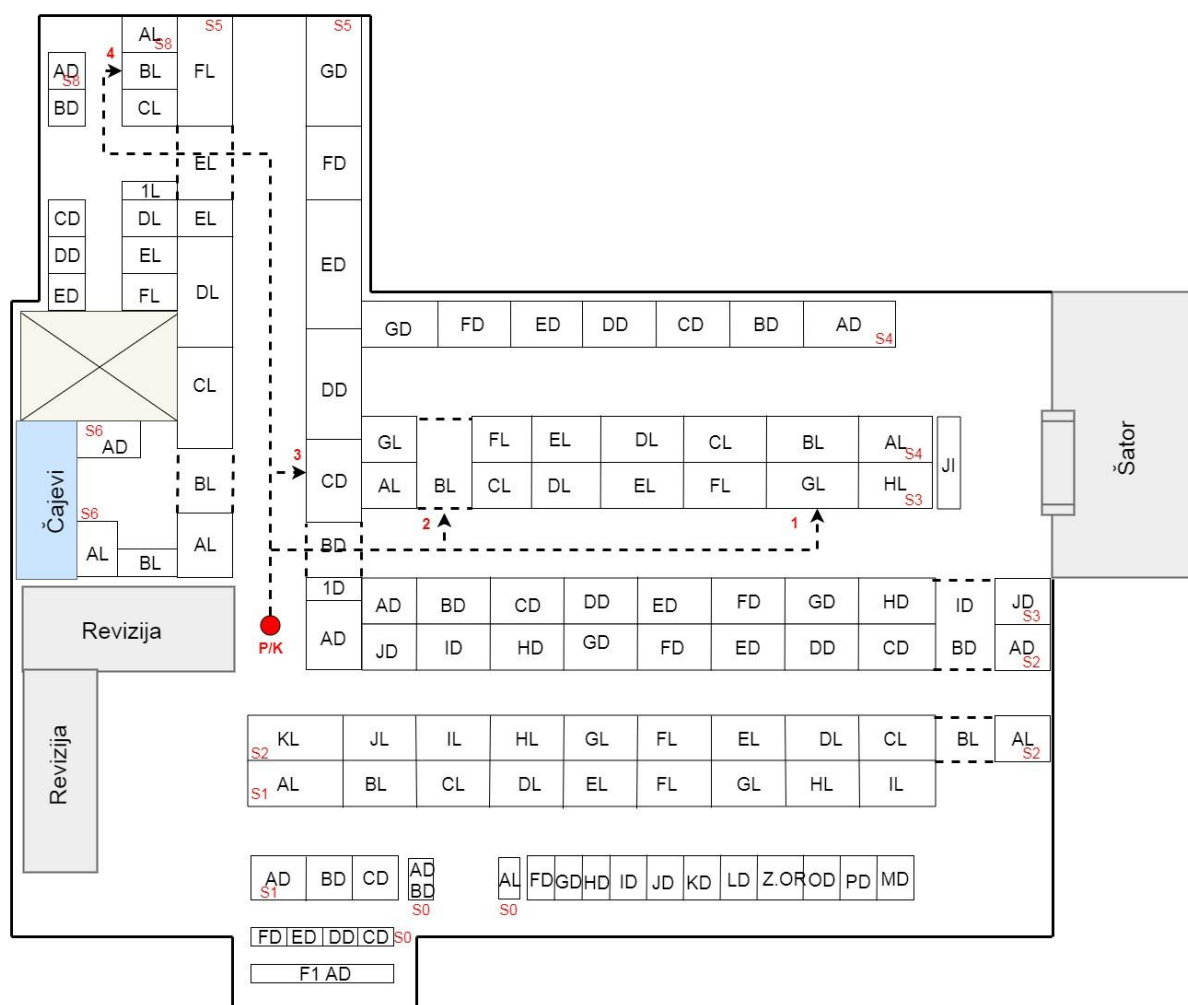 AL S8 S5 S5
4
AD S8 BL FL GD
BD CL
EL FD
1L
CD DL EL
DD EL ED
ED FL DL
GD FD ED DD CD BD AD S4
CL DD
S6 AD GL FL EL DL CL BL AL S4
3
Čajevi BL CD AL BL CL DL EL FL GL HL S3 JI Šator
S6 2 1
AL BL AL BD
1D AD BD CD DD ED FD GD HD ID JD S3
Revizija P/K AD JD ID HD GD FD ED DD CD BD AD S2
Revizija
S2 KL JL IL HL GL FL EL DL CL BL AL S2
S1 AL BL CL DL EL FL GL HL IL
AD S1 BD CD AD BD S0 AL S0 FD GD HD ID JD KD LD Z.OR OD PD MD
FD ED DD CD S0
F1 AD